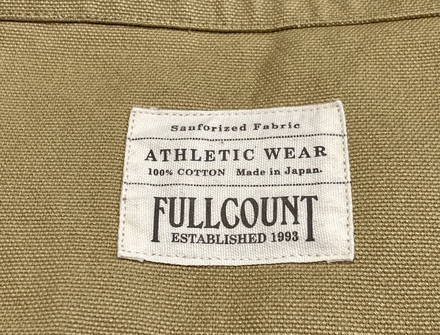 Sanforized Fabric
ATHLETIC WEAR
100% COTTON Made in Japan.
FULLCOUNT
ESTABLISHED 1993